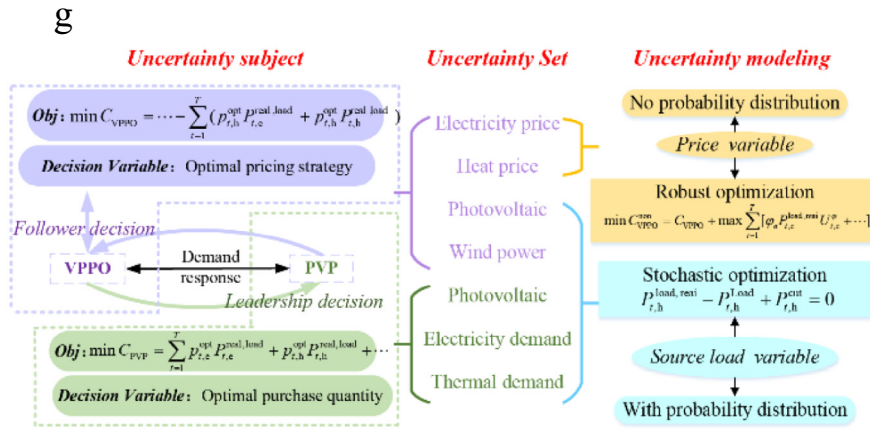 g
Uncertainty subject
Uncertainty Set
Uncertainty modeling
Obj: min C_VPPO = ⋯ − ∑_{t=1}^{T} ( p_{t,h}^{opt} P_{t,e}^{real,load} + p_{t,h}^{opt} P_{t,h}^{real,load} )
Decision Variable: Optimal pricing strategy
Follower decision
VPPO
Demand
response
PVP
Leadership decision
Obj: min C_PVP = ∑_{t=1}^{T} p_{t,e}^{opt} P_{t,e}^{real,load} + p_{t,h}^{opt} P_{t,h}^{real,load} + ⋯
Decision Variable: Optimal purchase quantity
Electricity price
Heat price
Photovoltaic
Wind power
Photovoltaic
Electricity demand
Thermal demand
No probability distribution
Price variable
Robust optimization
min C_{VPPO} = C_VPPO + max ∑_{t=1}^{T} [φ_a P_{t,e}^{load,real} U_{t,e}^{φ} + ⋯]
Stochastic optimization
P_{t,h}^{load,real} − P_{t,h}^{Load} + P_{t,h}^{cut} = 0
Source load variable
With probability distribution